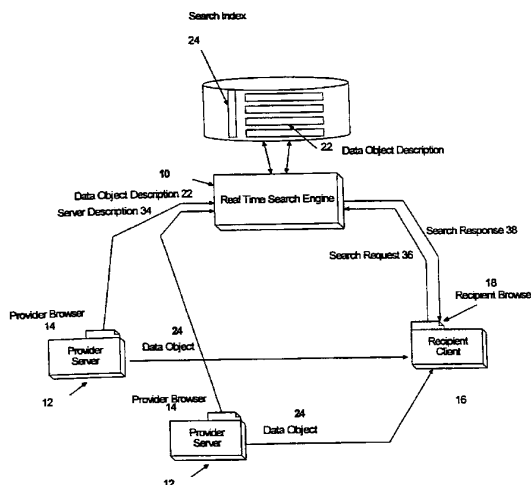 Search Index
24
22
Data Object Description
10
Real Time Search Engine
Data Object Description 22
Server Description 34
Search Response 38
Search Request 36
18
Recipient Browse
Provider Browser
14
Provider
Server
24
Data Object
Recipient
Client
12
16
Provider Browser
14
24
Data Object
Provider
Server
12